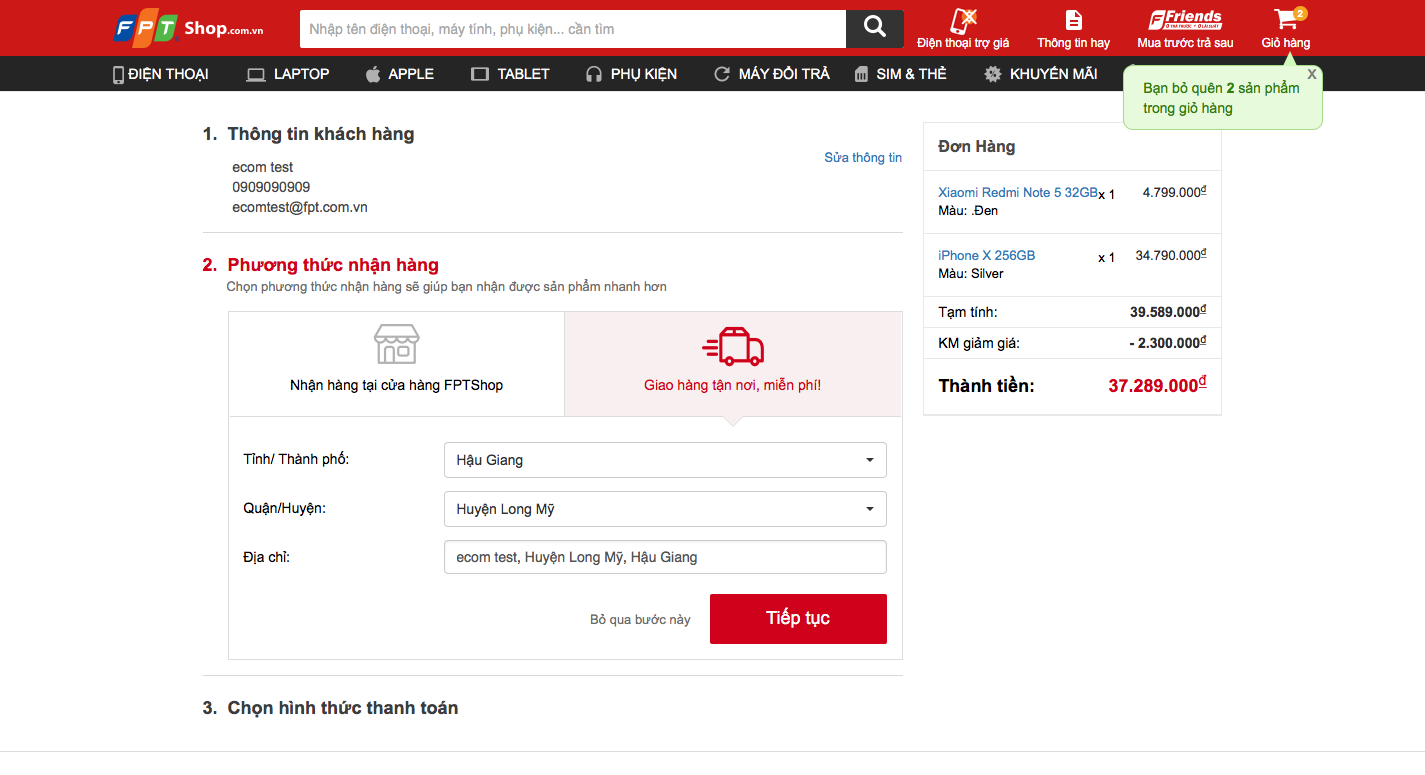 FPT Shop.com.vn
Nhập tên điện thoại, máy tính, phụ kiện... cần tìm
Điện thoại trợ giá
Thông tin hay
Friends
Mua trước trả sau
2
Giỏ hàng
ĐIỆN THOẠI LAPTOP APPLE TABLET PHỤ KIỆN MÁY ĐỔI TRẢ SIM & THẺ KHUYẾN MÃI
X
Bạn bỏ quên 2 sản phẩm
trong giỏ hàng
1. Thông tin khách hàng
Sửa thông tin
ecom test
0909090909
ecomtest@fpt.com.vn
2. Phương thức nhận hàng
Chọn phương thức nhận hàng sẽ giúp bạn nhận được sản phẩm nhanh hơn
Nhận hàng tại cửa hàng FPTShop
Giao hàng tận nơi, miễn phí!
Tỉnh/ Thành phố: Hậu Giang
Quận/Huyện: Huyện Long Mỹ
Địa chỉ: ecom test, Huyện Long Mỹ, Hậu Giang
Bỏ qua bước này Tiếp tục
3. Chọn hình thức thanh toán
Đơn Hàng
Xiaomi Redmi Note 5 32GB x 1 4.799.000đ
Màu: .Đen
iPhone X 256GB x 1 34.790.000đ
Màu: Silver
Tạm tính: 39.589.000đ
KM giảm giá: - 2.300.000đ
Thành tiền: 37.289.000đ